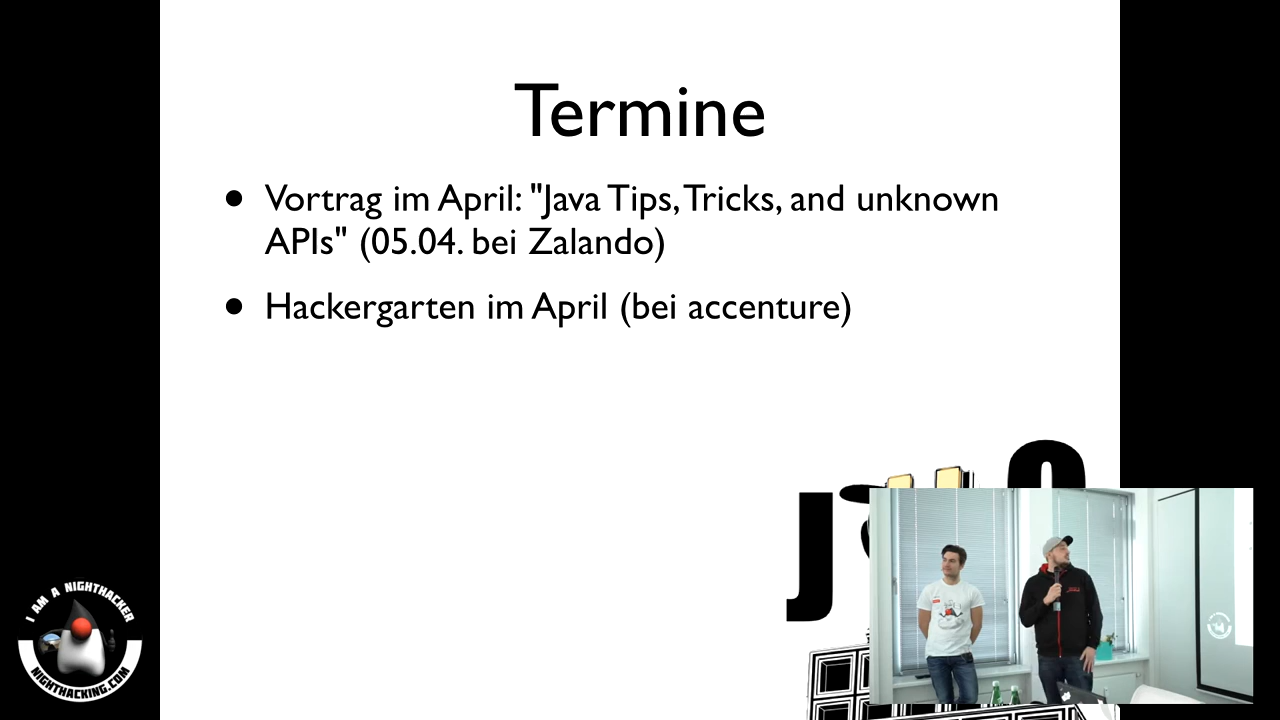 Termine
• Vortrag im April: "Java Tips, Tricks, and unknown
APIs" (05.04. bei Zalando)
• Hackergarten im April (bei accenture)
I AM A NIGHTHACKER
NIGHTHACKING.COM